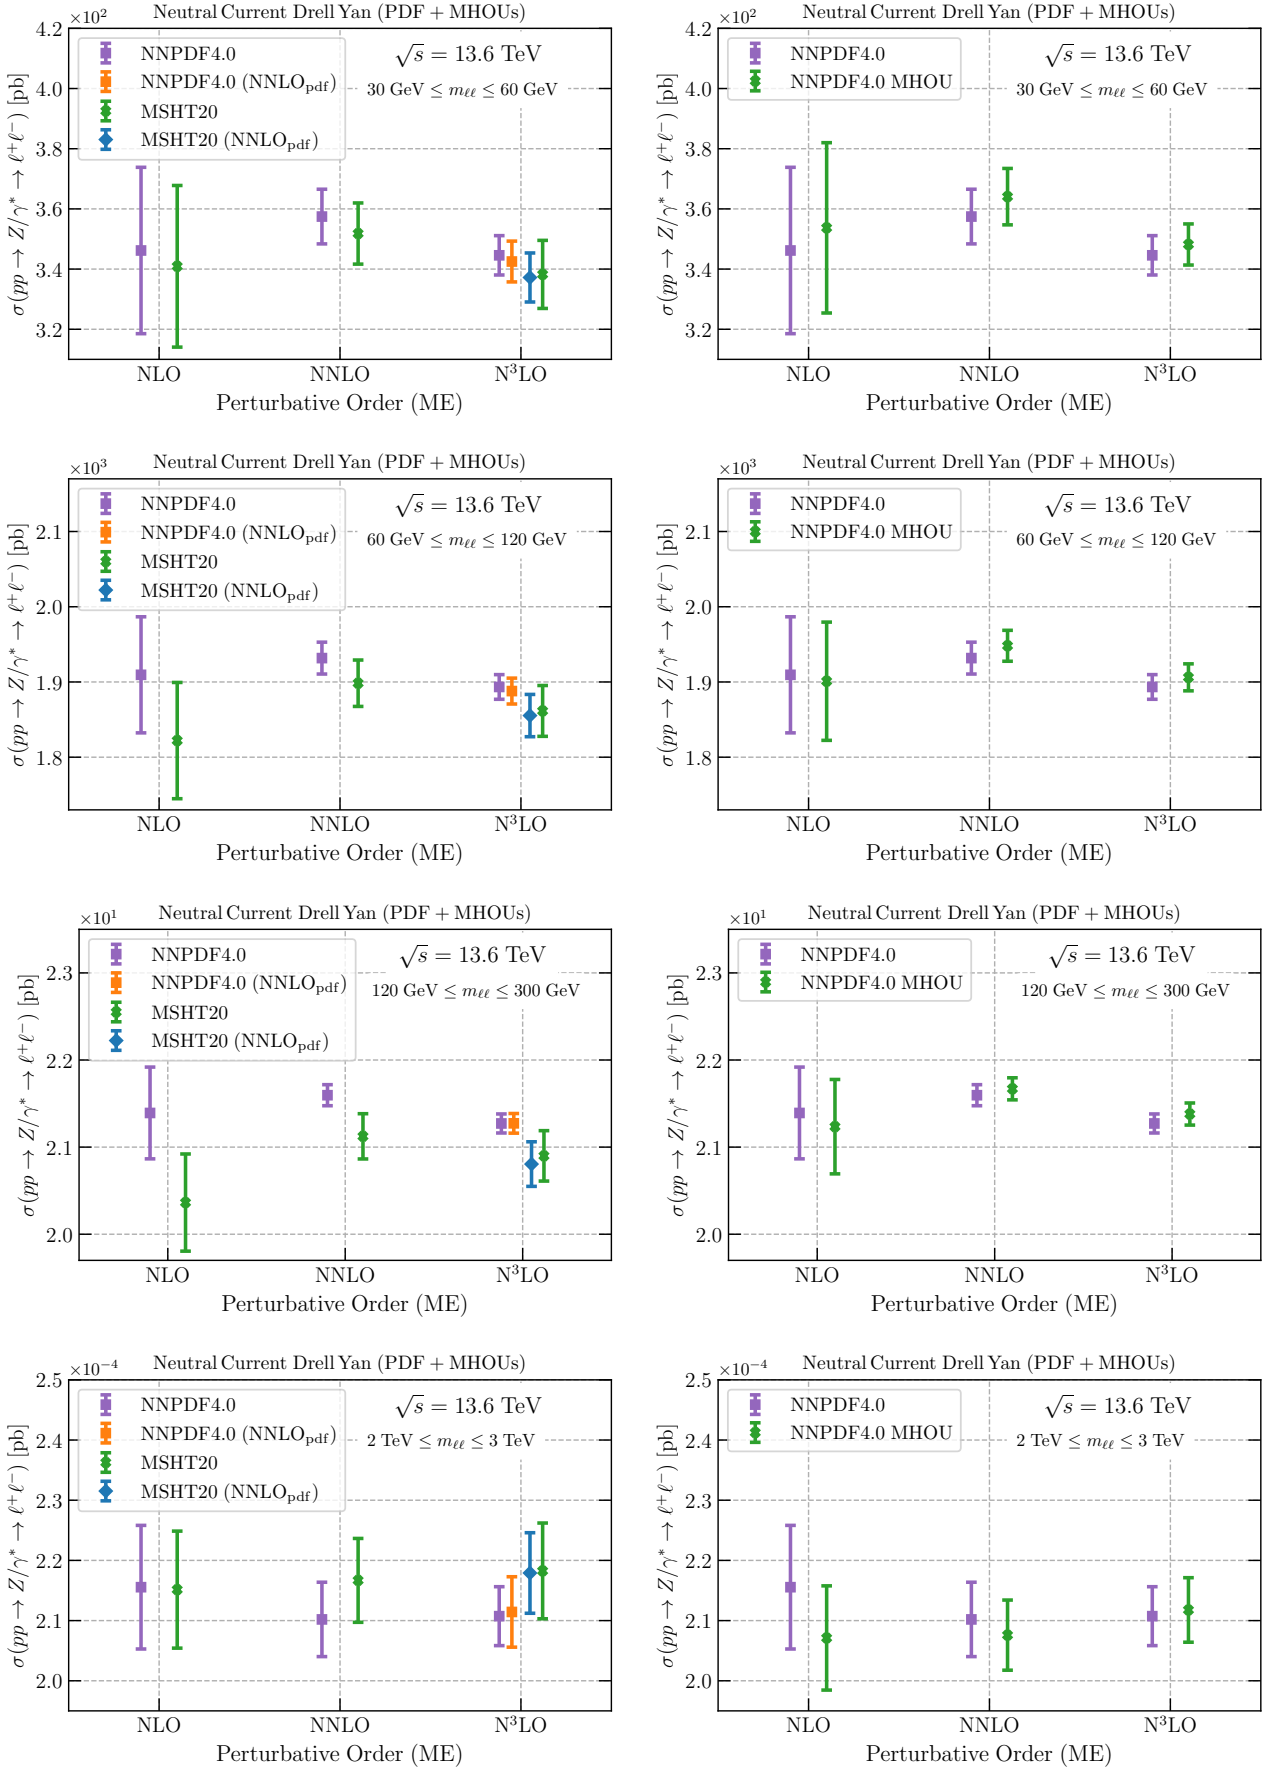 Neutral Current Drell Yan (PDF + MHOUs)
×10²
σ(pp → Z/γ* → ℓ⁺ℓ⁻) [pb]
4.2
4.0
3.8
3.6
3.4
3.2
NNPDF4.0
NNPDF4.0 (NNLO_pdf)
MSHT20
MSHT20 (NNLO_pdf)
√s = 13.6 TeV
30 GeV ≤ m_ℓℓ ≤ 60 GeV
NLO NNLO N³LO
Perturbative Order (ME)
Neutral Current Drell Yan (PDF + MHOUs)
×10²
σ(pp → Z/γ* → ℓ⁺ℓ⁻) [pb]
4.2
4.0
3.8
3.6
3.4
3.2
NNPDF4.0
NNPDF4.0 MHOU
√s = 13.6 TeV
30 GeV ≤ m_ℓℓ ≤ 60 GeV
NLO NNLO N³LO
Perturbative Order (ME)
Neutral Current Drell Yan (PDF + MHOUs)
×10³
σ(pp → Z/γ* → ℓ⁺ℓ⁻) [pb]
2.1
2.0
1.9
1.8
NNPDF4.0
NNPDF4.0 (NNLO_pdf)
MSHT20
MSHT20 (NNLO_pdf)
√s = 13.6 TeV
60 GeV ≤ m_ℓℓ ≤ 120 GeV
NLO NNLO N³LO
Perturbative Order (ME)
Neutral Current Drell Yan (PDF + MHOUs)
×10³
σ(pp → Z/γ* → ℓ⁺ℓ⁻) [pb]
2.1
2.0
1.9
1.8
NNPDF4.0
NNPDF4.0 MHOU
√s = 13.6 TeV
60 GeV ≤ m_ℓℓ ≤ 120 GeV
NLO NNLO N³LO
Perturbative Order (ME)
Neutral Current Drell Yan (PDF + MHOUs)
×10¹
σ(pp → Z/γ* → ℓ⁺ℓ⁻) [pb]
2.3
2.2
2.1
2.0
NNPDF4.0
NNPDF4.0 (NNLO_pdf)
MSHT20
MSHT20 (NNLO_pdf)
√s = 13.6 TeV
120 GeV ≤ m_ℓℓ ≤ 300 GeV
NLO NNLO N³LO
Perturbative Order (ME)
Neutral Current Drell Yan (PDF + MHOUs)
×10¹
σ(pp → Z/γ* → ℓ⁺ℓ⁻) [pb]
2.3
2.2
2.1
2.0
NNPDF4.0
NNPDF4.0 MHOU
√s = 13.6 TeV
120 GeV ≤ m_ℓℓ ≤ 300 GeV
NLO NNLO N³LO
Perturbative Order (ME)
Neutral Current Drell Yan (PDF + MHOUs)
×10⁻⁴
σ(pp → Z/γ* → ℓ⁺ℓ⁻) [pb]
2.5
2.4
2.3
2.2
2.1
2.0
NNPDF4.0
NNPDF4.0 (NNLO_pdf)
MSHT20
MSHT20 (NNLO_pdf)
√s = 13.6 TeV
2 TeV ≤ m_ℓℓ ≤ 3 TeV
NLO NNLO N³LO
Perturbative Order (ME)
Neutral Current Drell Yan (PDF + MHOUs)
×10⁻⁴
σ(pp → Z/γ* → ℓ⁺ℓ⁻) [pb]
2.5
2.4
2.3
2.2
2.1
2.0
NNPDF4.0
NNPDF4.0 MHOU
√s = 13.6 TeV
2 TeV ≤ m_ℓℓ ≤ 3 TeV
NLO NNLO N³LO
Perturbative Order (ME)